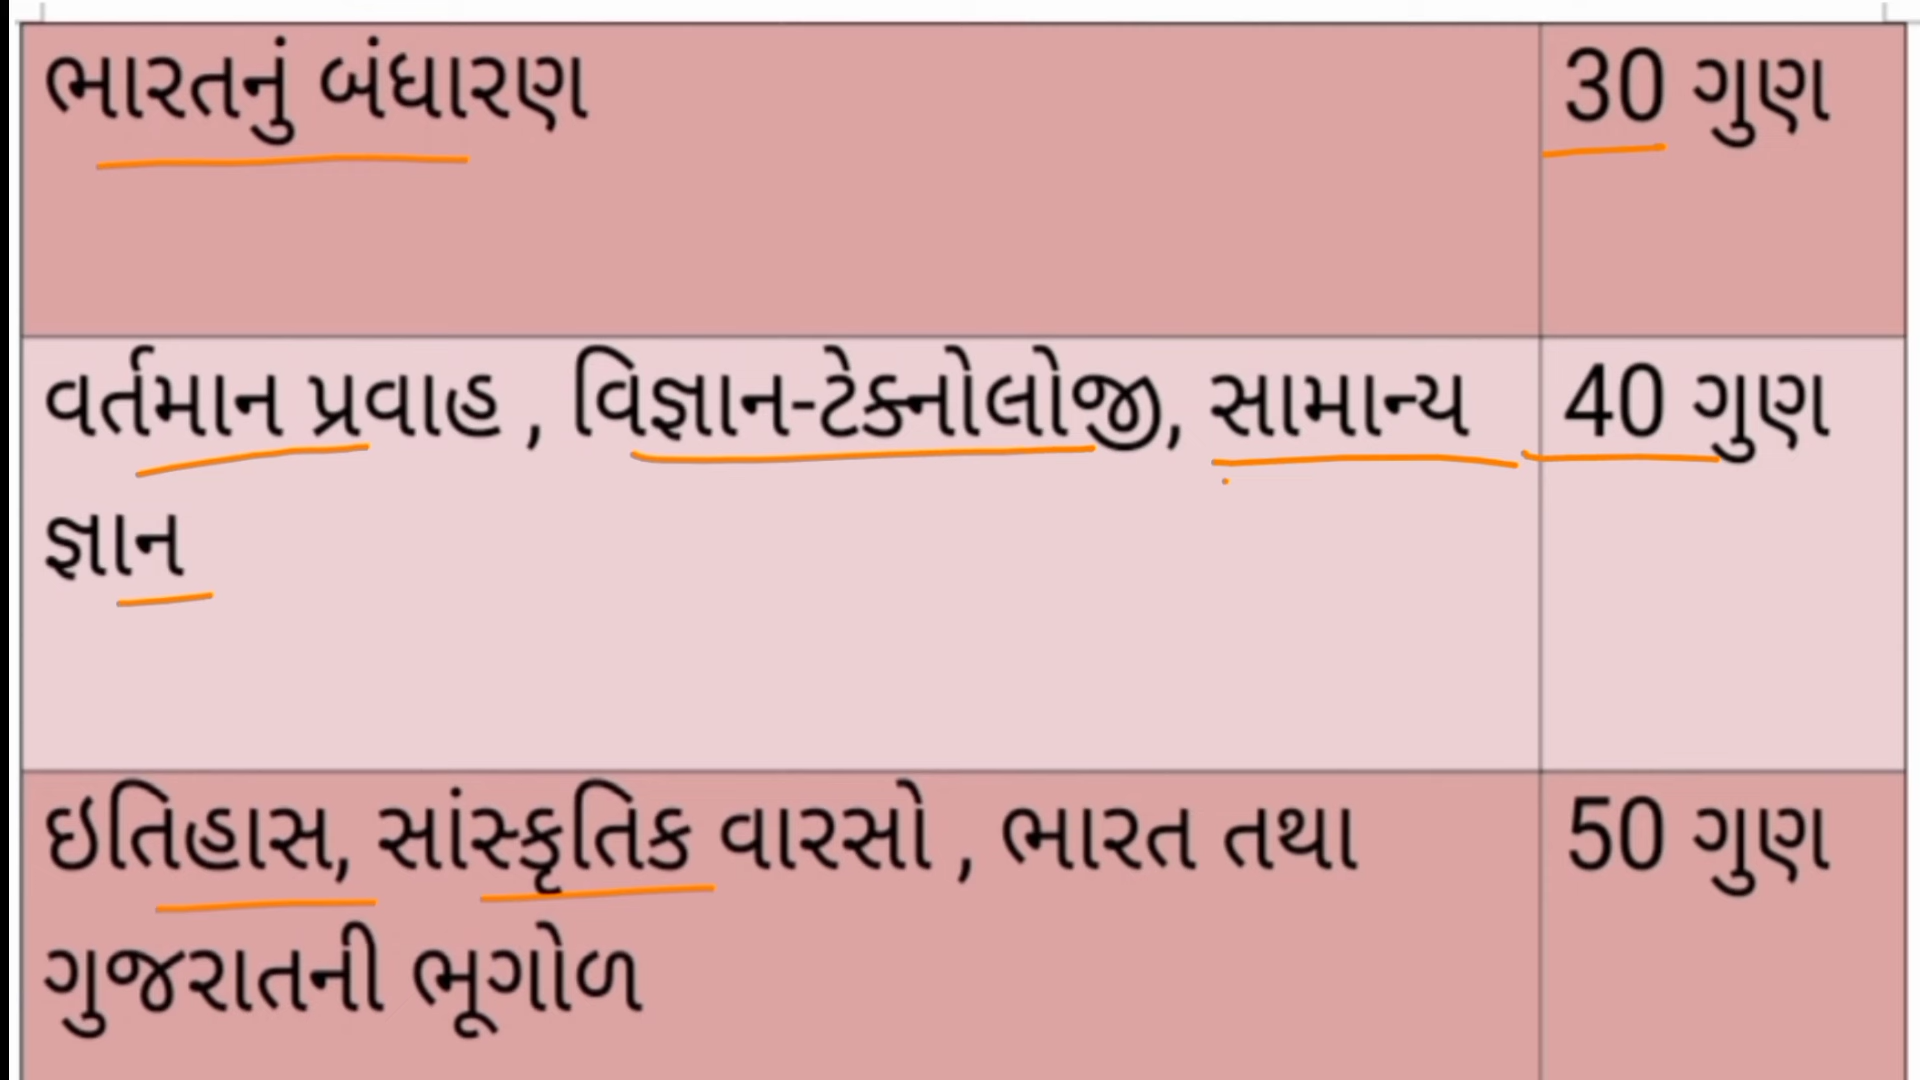 ભારતનું બંધારણ
30 ગુણ
વર્તમાન પ્રવાહ , વિજ્ઞાન-ટેક્નોલોજી, સામાન્ય
જ્ઞાન
40 ગુણ
ઇતિહાસ, સાંસ્કૃતિક વારસો , ભારત તથા
ગુજરાતની ભૂગોળ
50 ગુણ